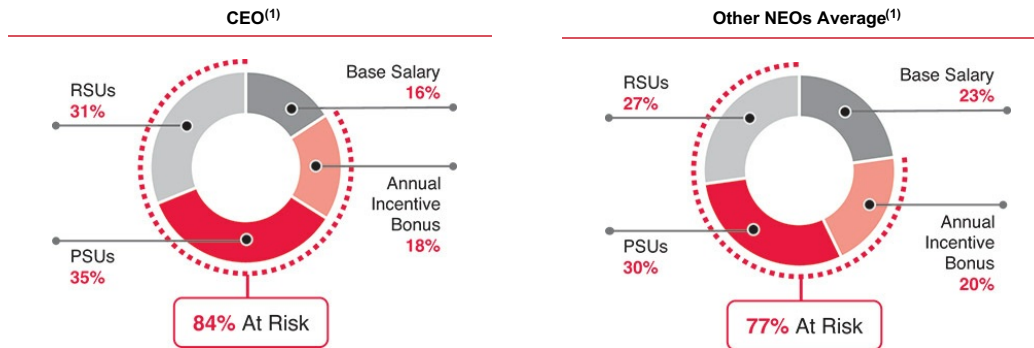 CEO(1)
RSUs
31%
Base Salary
16%
Annual
Incentive
Bonus
18%
PSUs
35%
84% At Risk
Other NEOs Average(1)
RSUs
27%
Base Salary
23%
Annual
Incentive
Bonus
20%
PSUs
30%
77% At Risk